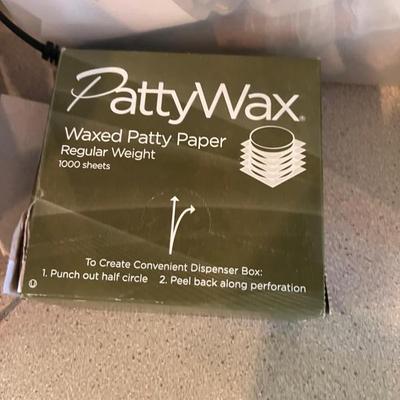 PattyWax®
Waxed Patty Paper
Regular Weight
1000 sheets
To Create Convenient Dispenser Box:
1. Punch out half circle 2. Peel back along perforation